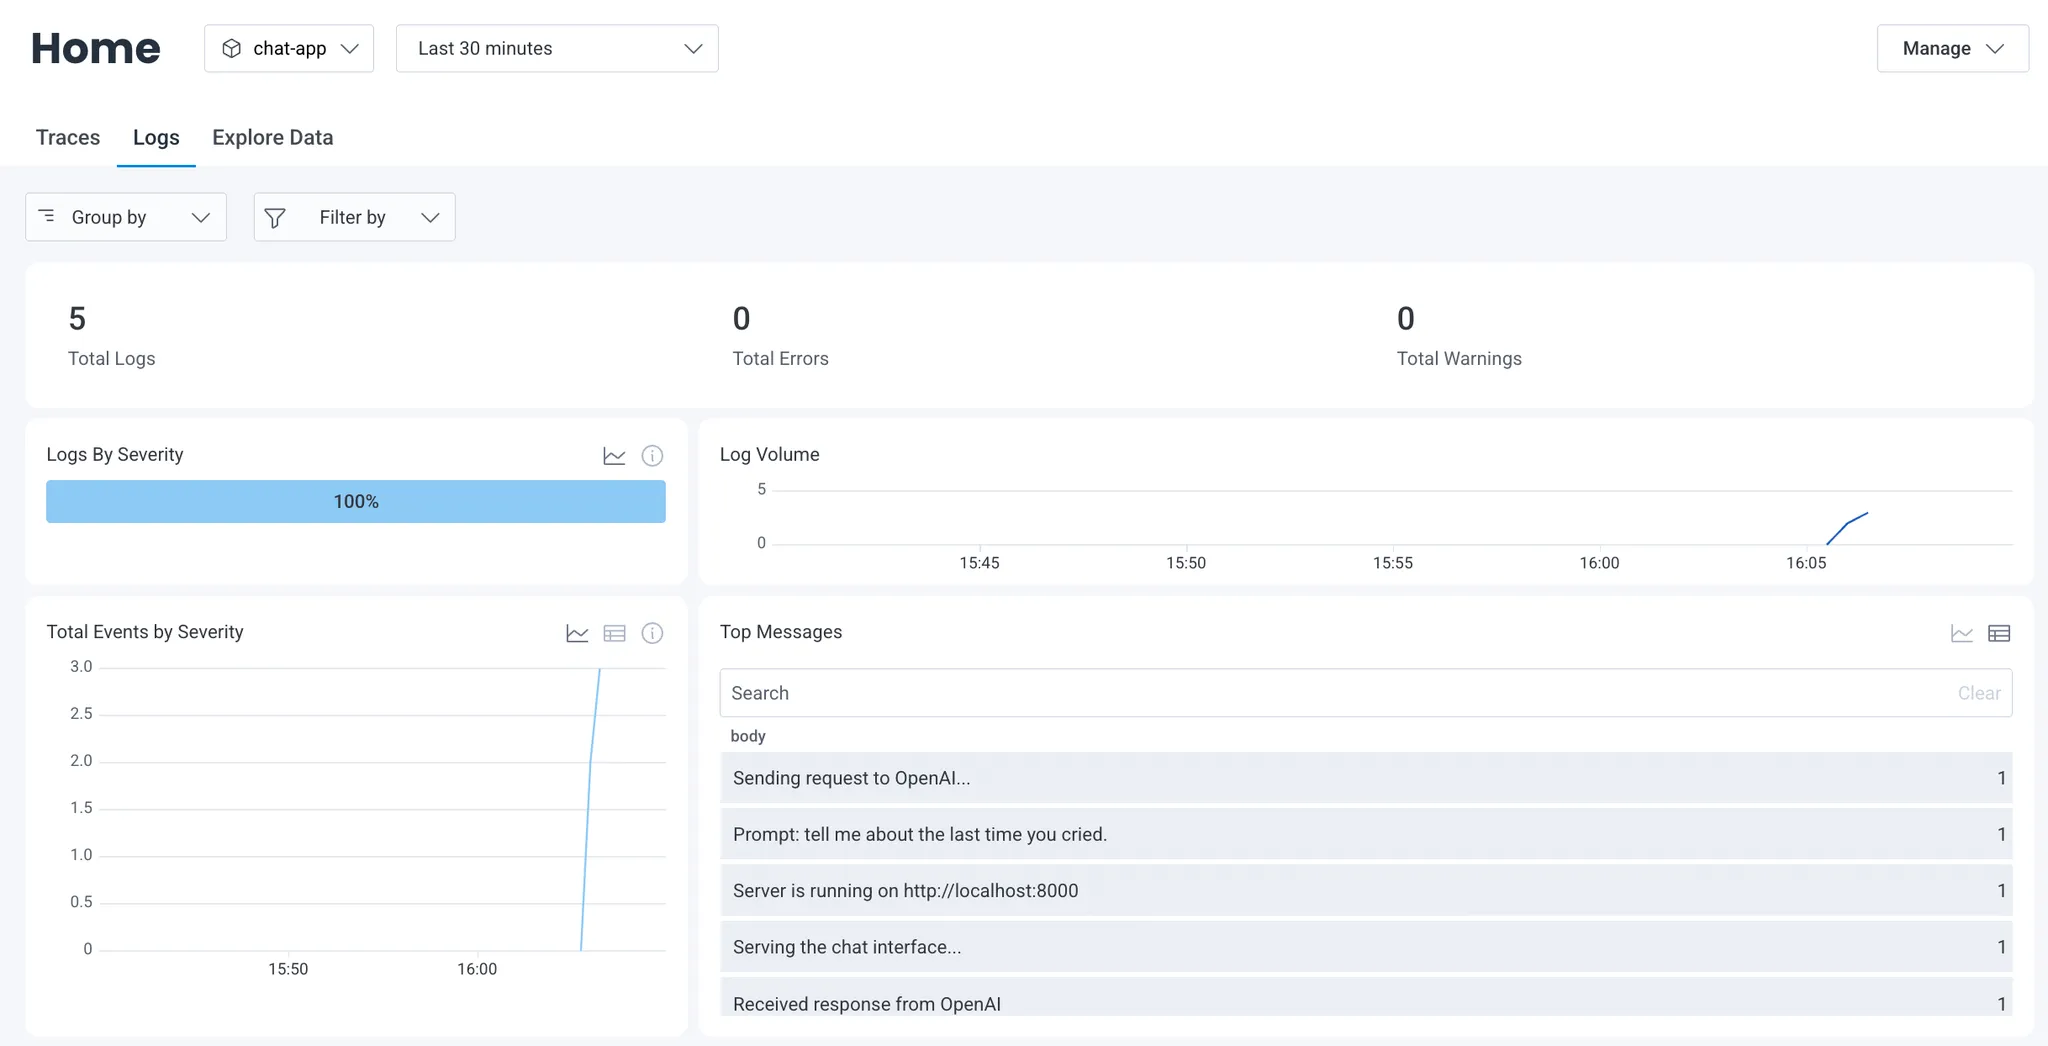 Home
chat-app
Last 30 minutes
Manage
Traces
Logs
Explore Data
Group by
Filter by
5
Total Logs
0
Total Errors
0
Total Warnings
Logs By Severity
100%
Log Volume
5
0
15:45
15:50
15:55
16:00
16:05
Total Events by Severity
3.0
2.5
2.0
1.5
1.0
0.5
0
15:50
16:00
Top Messages
Search
Clear
body
Sending request to OpenAI... 1
Prompt: tell me about the last time you cried. 1
Server is running on http://localhost:8000 1
Serving the chat interface... 1
Received response from OpenAI 1